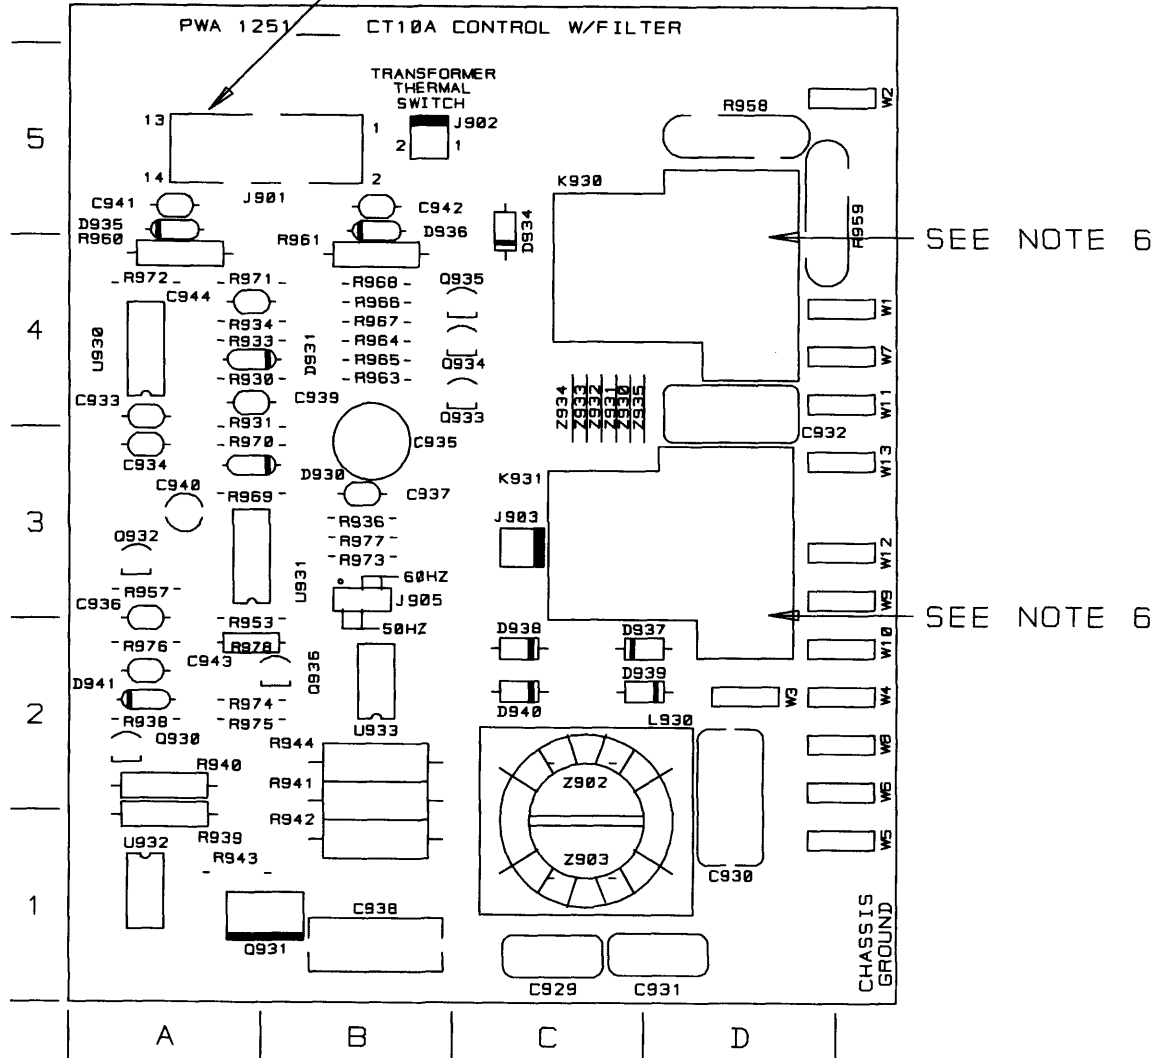 PWA 1251__ CT10A CONTROL W/FILTER
TRANSFORMER
THERMAL
SWITCH
J902
2 1
R958
W2
5
13 1
14 2
J901
K930
C941
C942
D935
D936
D934
R959
R960
R961
SEE NOTE 6
R972
R971
R968
Q935
C944
R966
W1
R934
R967
4
U930
R933
D931
R964
Q934
W7
R965
R930
R963
C933
C939
Q933
Z934
Z933
Z932
Z931
Z930
Z935
W11
R931
C932
R970
C935
C934
W13
D930
K931
C940
R969
C937
J903
3
R936
Q932
R977
R973
W12
U931
60HZ
R957
J905
W9
C936
50HZ
SEE NOTE 6
R953
D938
D937
R976
R978
W10
C943
Q936
D941
D939
R974
D940
W3
W4
2
R938
R975
L930
Q930
U933
R944
W8
R940
R941
Z902
W6
R942
U932
R939
W5
R943
Z903
C930
1
C938
CHASSIS
GROUND
Q931
C929
C931
A B C D